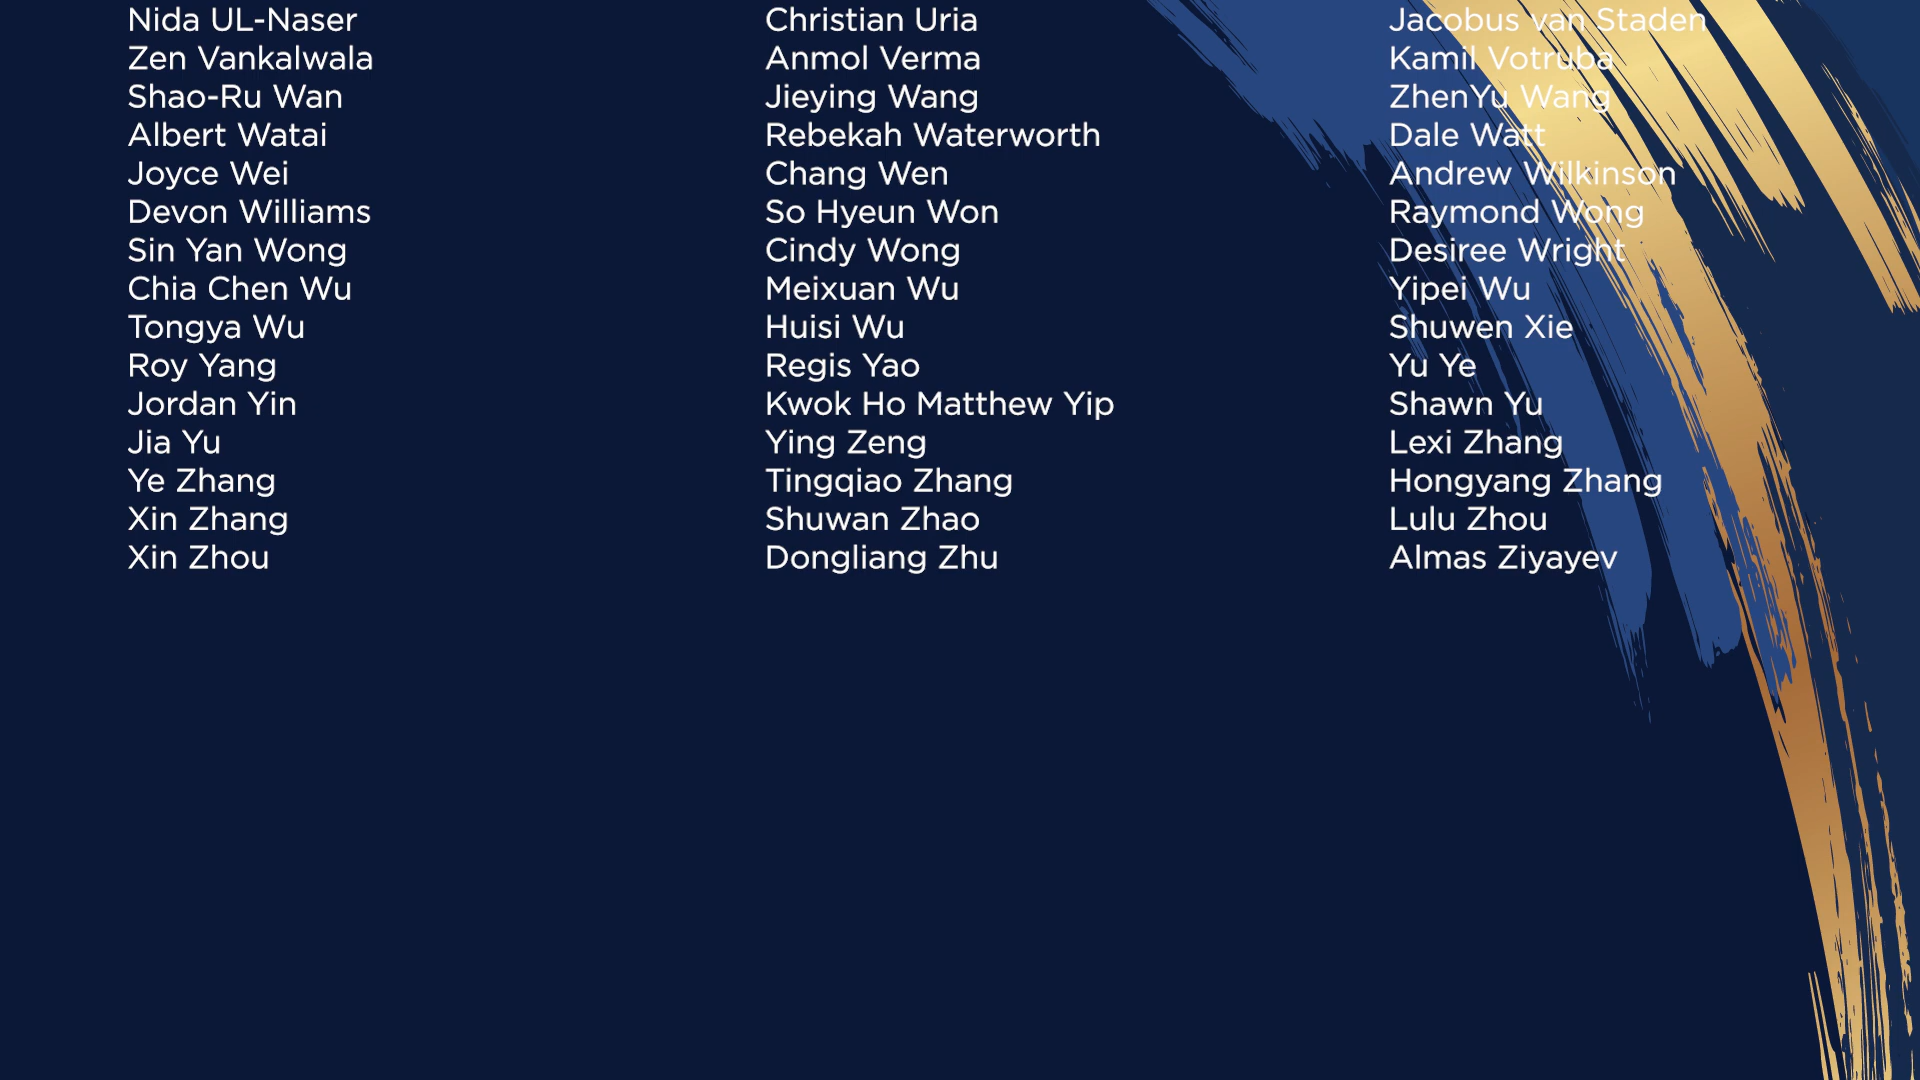 Nida UL-Naser
Christian Uria
Jacobus van Staden
Zen Vankalwala
Anmol Verma
Kamil Votruba
Shao-Ru Wan
Jieying Wang
ZhenYu Wang
Albert Watai
Rebekah Waterworth
Dale Watt
Joyce Wei
Chang Wen
Andrew Wilkinson
Devon Williams
So Hyeun Won
Raymond Wong
Sin Yan Wong
Cindy Wong
Desiree Wright
Chia Chen Wu
Meixuan Wu
Yipei Wu
Tongya Wu
Huisi Wu
Shuwen Xie
Roy Yang
Regis Yao
Yu Ye
Jordan Yin
Kwok Ho Matthew Yip
Shawn Yu
Jia Yu
Ying Zeng
Lexi Zhang
Ye Zhang
Tingqiao Zhang
Hongyang Zhang
Xin Zhang
Shuwan Zhao
Lulu Zhou
Xin Zhou
Dongliang Zhu
Almas Ziyayev